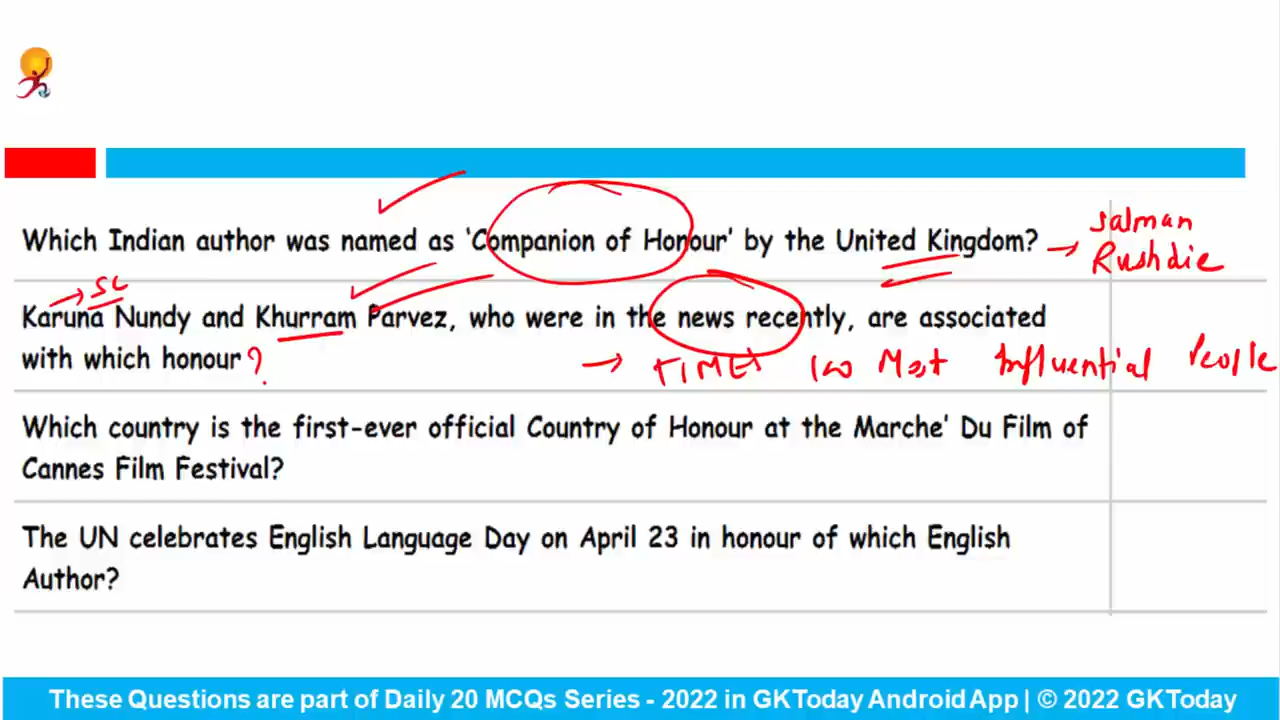 Which Indian author was named as 'Companion of Honour' by the United Kingdom? → Salman
Rushdie
SC
Karuna Nundy and Khurram Parvez, who were in the news recently, are associated
with which honour ? → TIME 100 Most Influential People
Which country is the first-ever official Country of Honour at the Marche' Du Film of
Cannes Film Festival?
The UN celebrates English Language Day on April 23 in honour of which English
Author?
These Questions are part of Daily 20 MCQs Series - 2022 in GKToday Android App | © 2022 GKToday